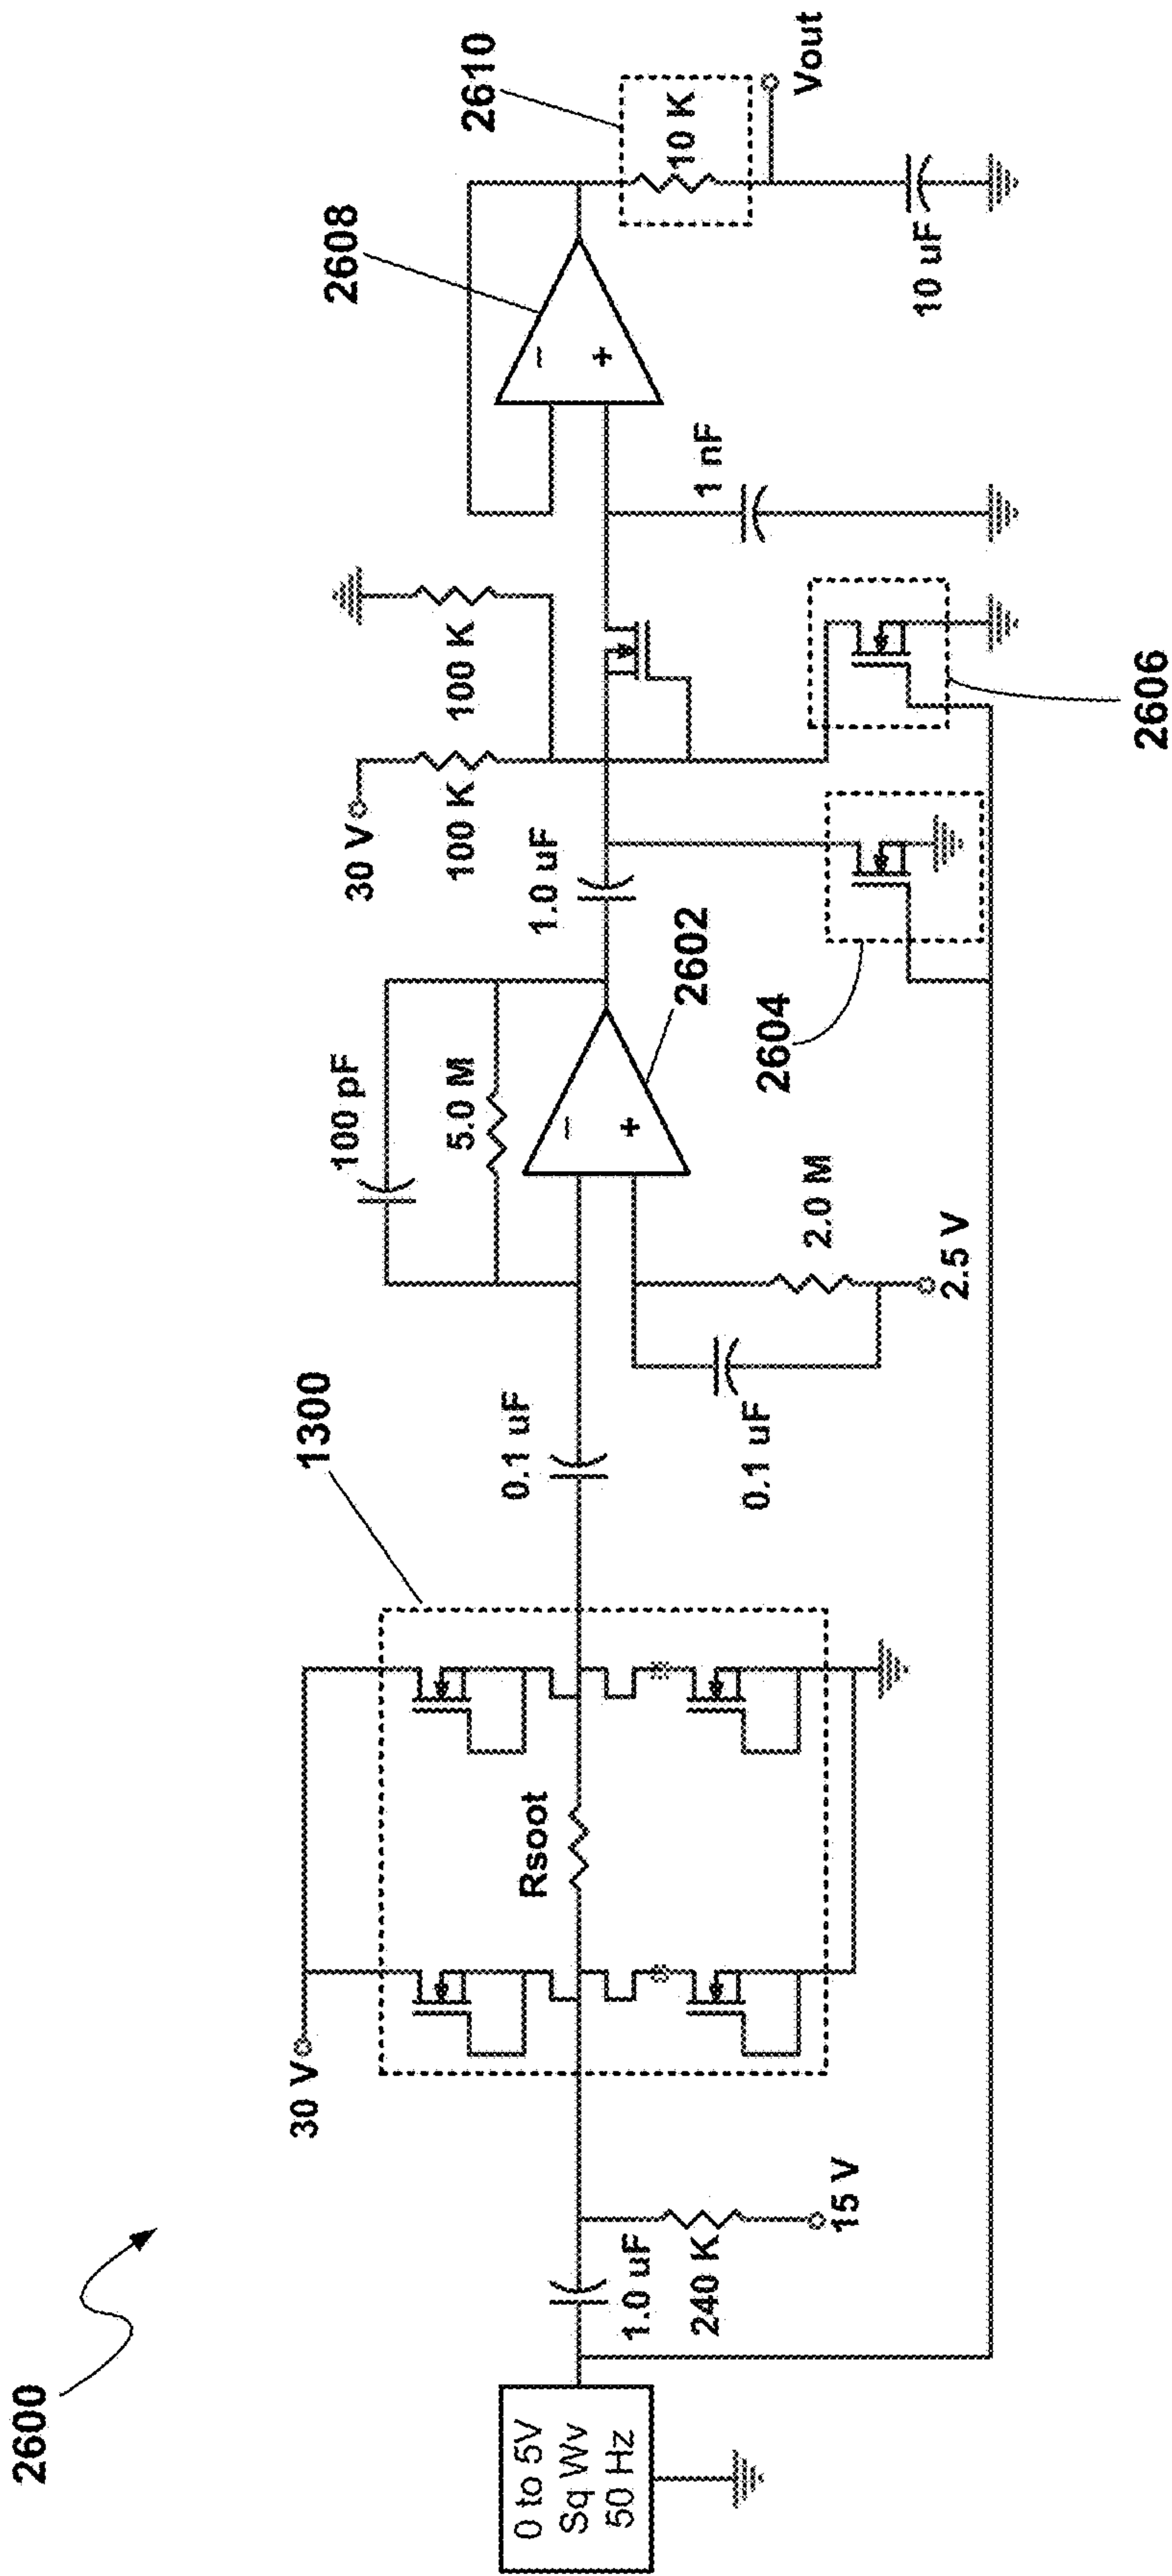 2600
0 to 5V
Sq Wv
50 Hz
1.0 uF
240 K
15 V
30 V
Rsoot
1300
0.1 uF
0.1 uF
2.0 M
2.5 V
100 pF
5.0 M
2602
1.0 uF
2604
30 V
100 K
100 K
2606
1 nF
2608
–
+
–
+
2610
10 K
10 uF
Vout